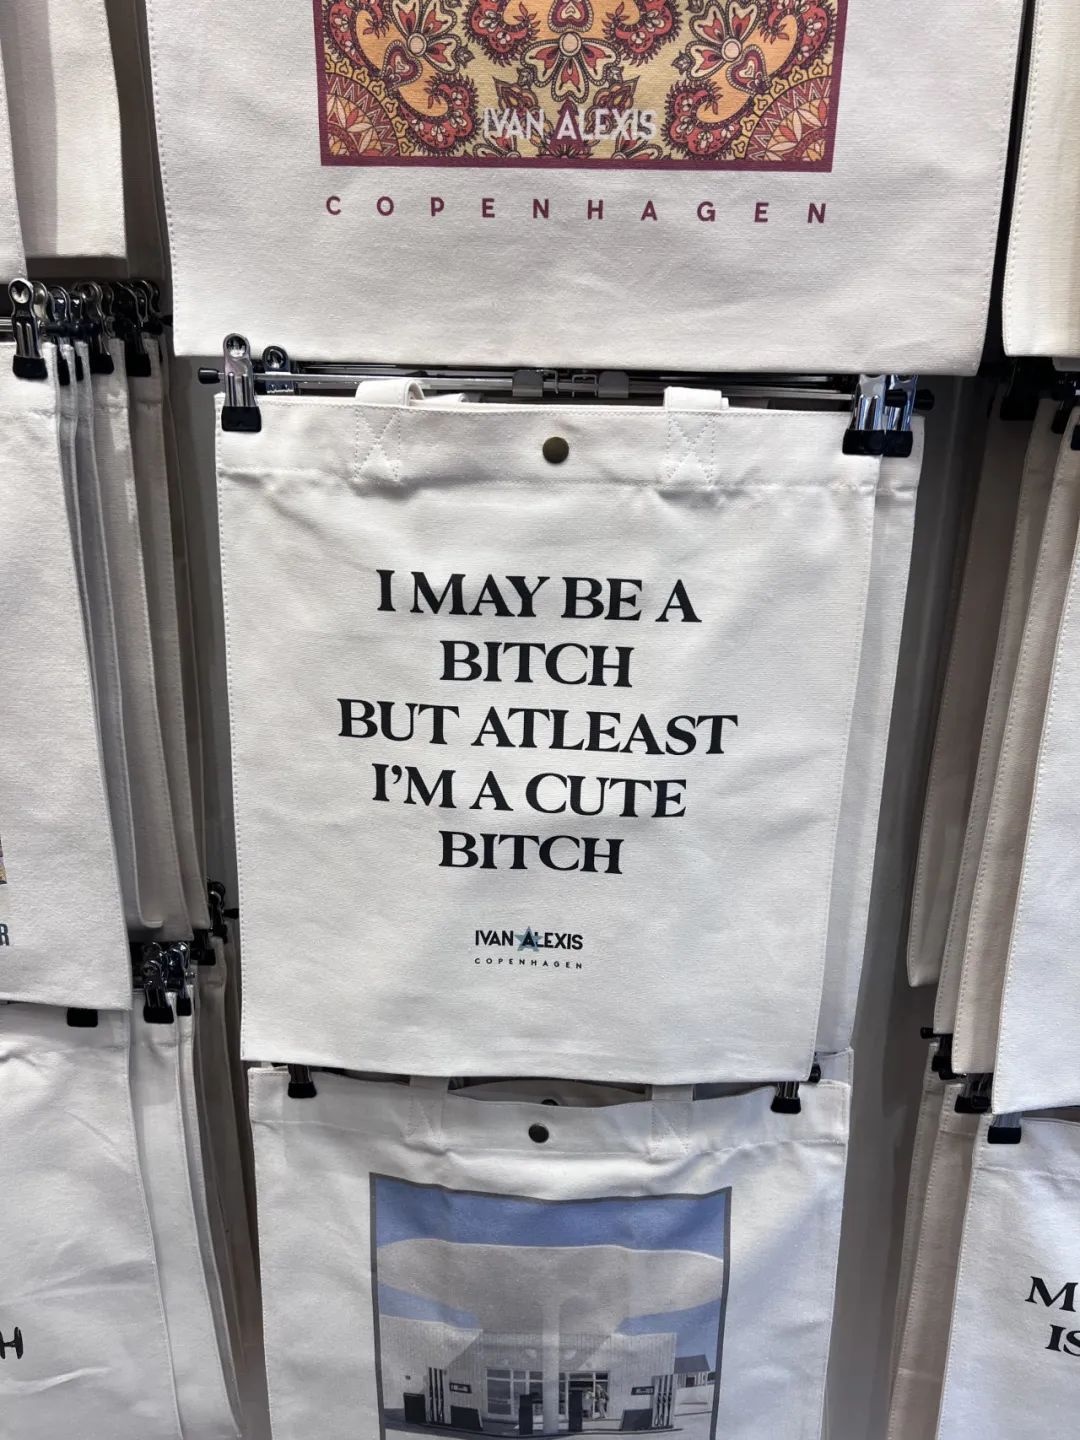 IVAN ALEXIS
COPENHAGEN
I MAY BE A
BITCH
BUT ATLEAST
I'M A CUTE
BITCH
IVAN ALEXIS
COPENHAGEN